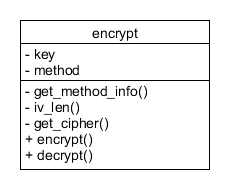 encrypt
- key
- method
- get_method_info()
- iv_len()
- get_cipher()
+ encrypt()
+ decrypt()